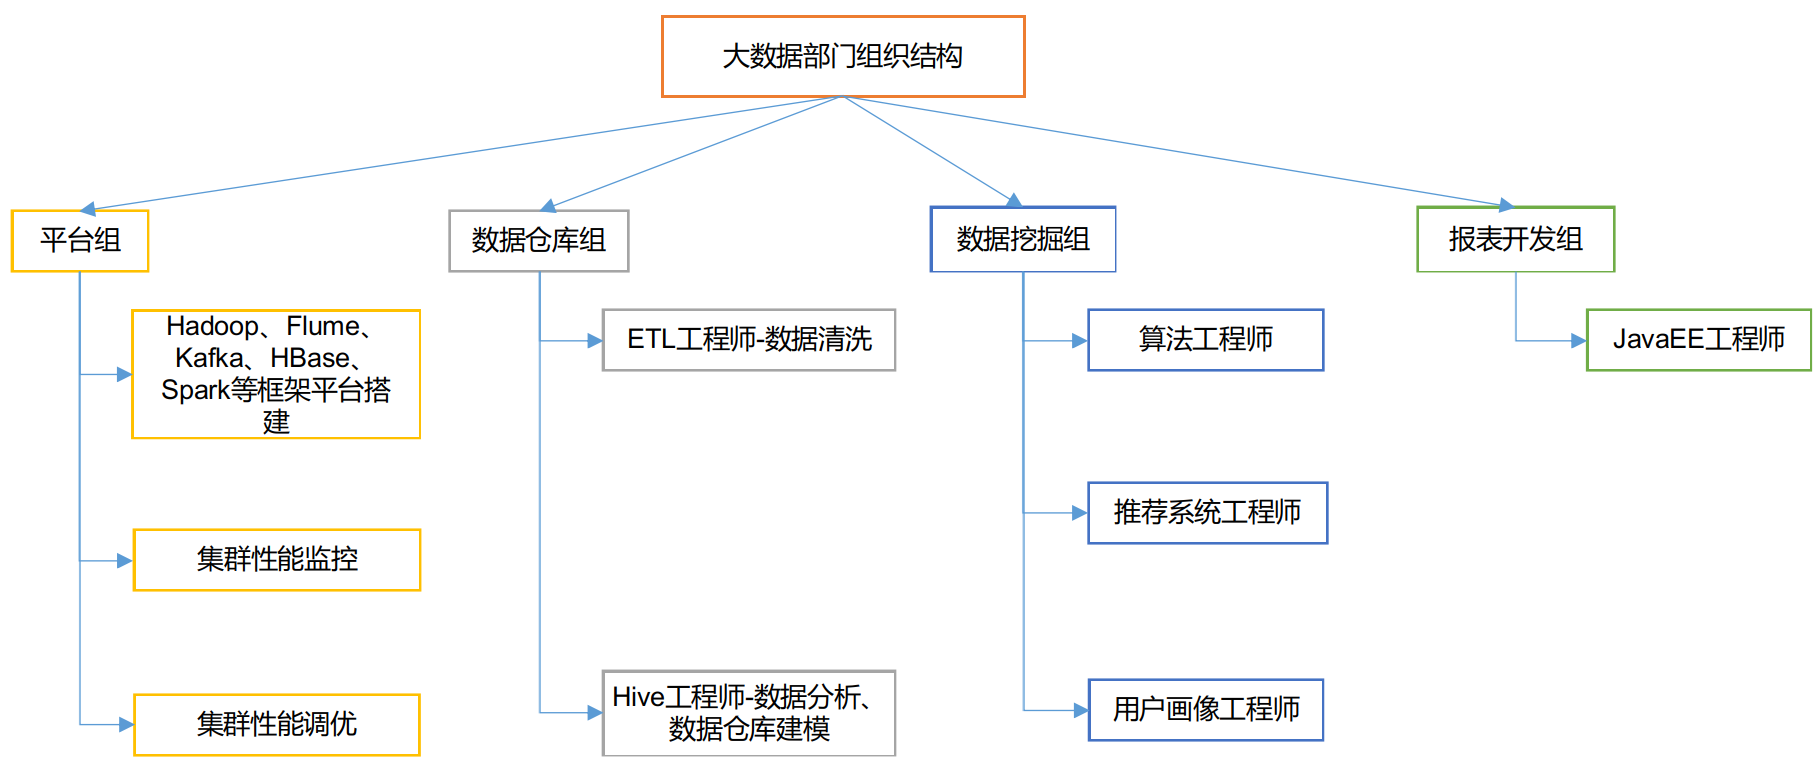 大数据部门组织结构
平台组
数据仓库组
数据挖掘组
报表开发组
Hadoop、Flume、
Kafka、HBase、
Spark等框架平台搭
建
ETL工程师-数据清洗
算法工程师
JavaEE工程师
集群性能监控
推荐系统工程师
集群性能调优
Hive工程师-数据分析、
数据仓库建模
用户画像工程师